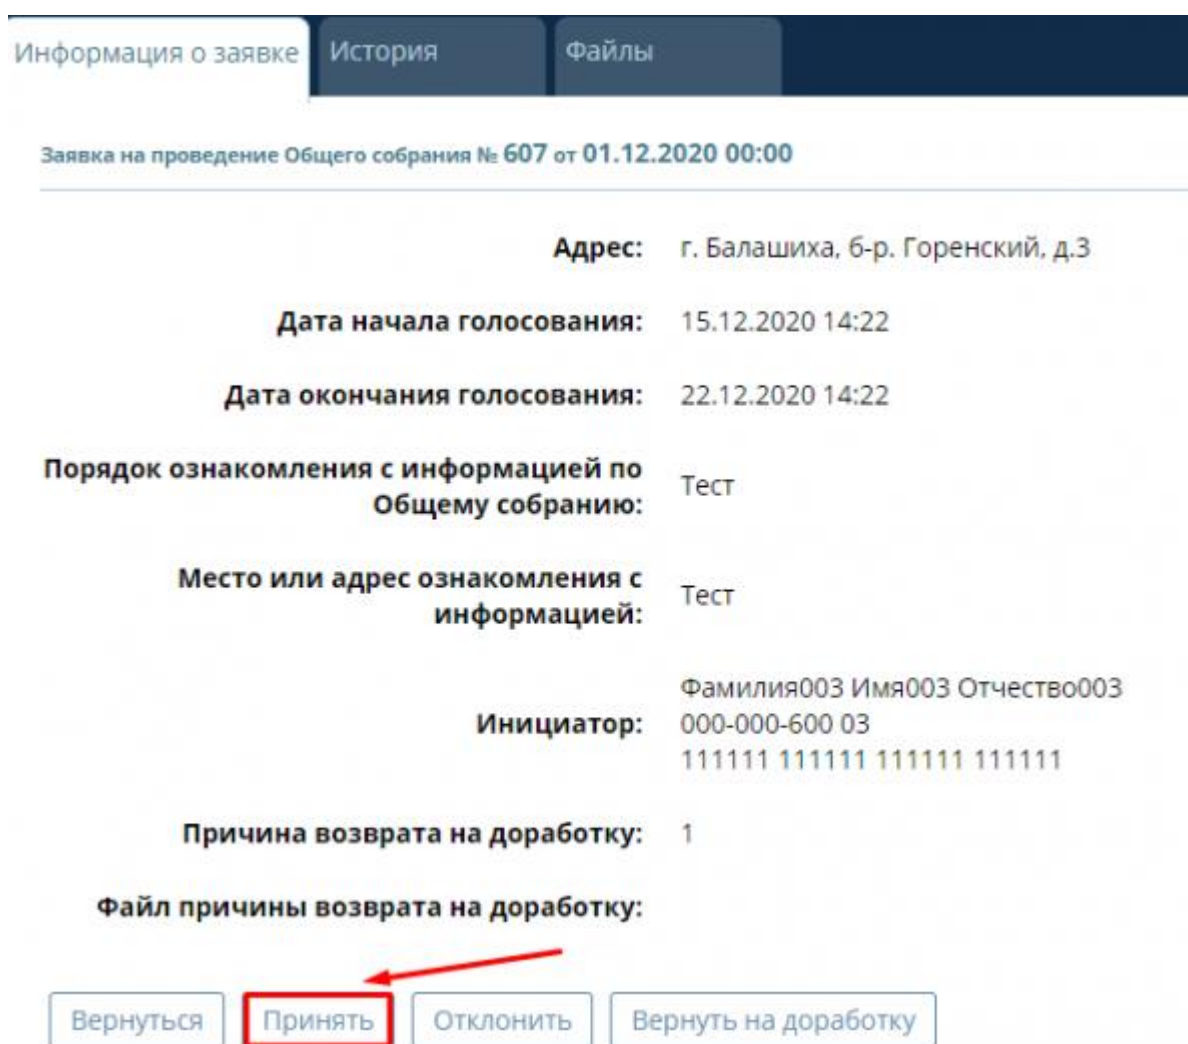 Информация о заявке История Файлы
Заявка на проведение Общего собрания № 607 от 01.12.2020 00:00
Адрес: г. Балашиха, б-р. Горенский, д.3
Дата начала голосования: 15.12.2020 14:22
Дата окончания голосования: 22.12.2020 14:22
Порядок ознакомления с информацией по
Общему собранию: Тест
Место или адрес ознакомления с
информацией: Тест
Инициатор: Фамилия003 Имя003 Отчество003
000-000-600 03
111111 111111 111111 111111
Причина возврата на доработку: 1
Файл причины возврата на доработку:
Вернуться Принять Отклонить Вернуть на доработку